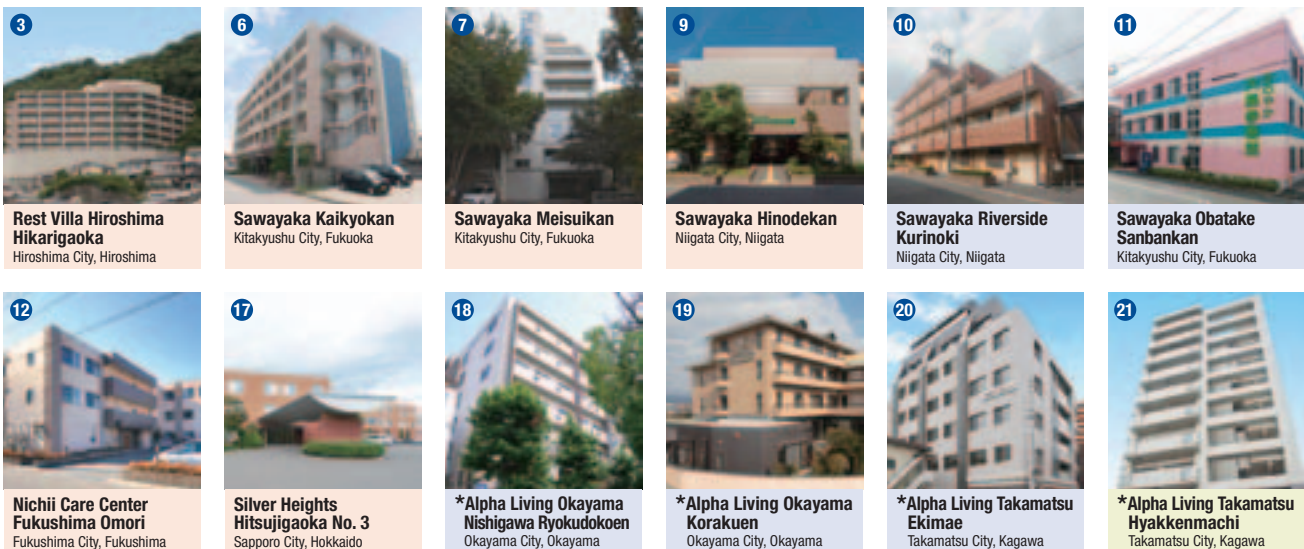 3
Rest Villa Hiroshima
Hikarigaoka
Hiroshima City, Hiroshima
6
Sawayaka Kaikyokan
Kitakyushu City, Fukuoka
7
Sawayaka Meisuikan
Kitakyushu City, Fukuoka
9
Sawayaka Hinodekan
Niigata City, Niigata
10
Sawayaka Riverside
Kurinoki
Niigata City, Niigata
11
Sawayaka Obatake
Sanbankan
Kitakyushu City, Fukuoka
12
Nichii Care Center
Fukushima Omori
Fukushima City, Fukushima
17
Silver Heights
Hitsujigaoka No. 3
Sapporo City, Hokkaido
18
*Alpha Living Okayama
Nishigawa Ryokudokoen
Okayama City, Okayama
19
*Alpha Living Okayama
Korakuen
Okayama City, Okayama
20
*Alpha Living Takamatsu
Ekimae
Takamatsu City, Kagawa
21
*Alpha Living Takamatsu
Hyakkenmachi
Takamatsu City, Kagawa